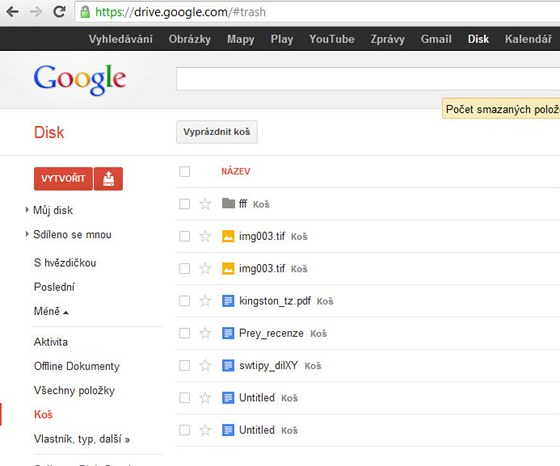 https://drive.google.com/#trash
Vyhledávání Obrázky Mapy Play YouTube Zprávy Gmail Disk Kalendář
Google
Počet smazaných polož
Disk
Vyprázdnit koš
VYTVOŘIT
NÁZEV
Můj disk
fff Koš
Sdíleno se mnou
img003.tif Koš
S hvězdičkou
img003.tif Koš
Poslední
kingston_tz.pdf Koš
Méně
Prey_recenze Koš
Aktivita
swtipy_dilXY Koš
Offline Dokumenty
Všechny položky
Untitled Koš
Koš
Untitled Koš
Vlastník, typ, další »